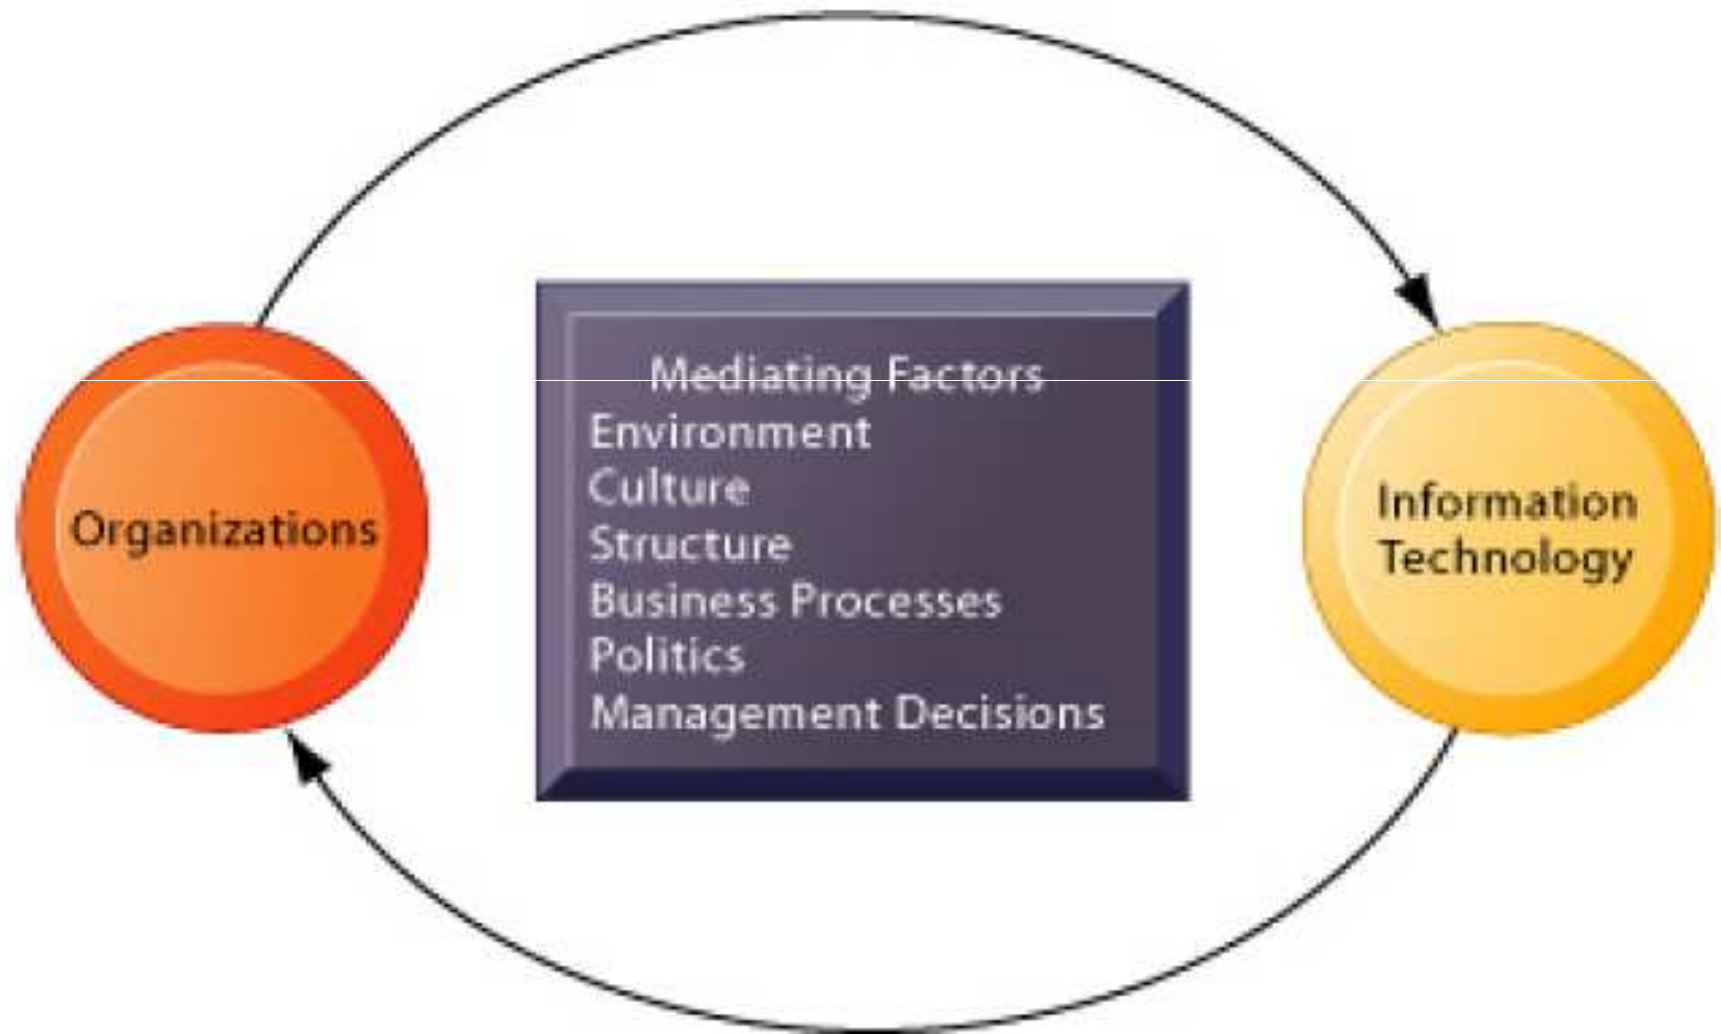 Organizations
Mediating Factors
Environment
Culture
Structure
Business Processes
Politics
Management Decisions
Information
Technology